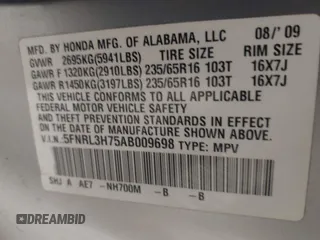 MFD. BY HONDA MFG. OF ALABAMA, LLC 08/'09
GVWR 2695KG(5941LBS) TIRE SIZE RIM SIZE
GAWR F 1320KG(2910LBS) 235/65R16 103T 16X7J
GAWR R1450KG(3197LBS) 235/65R16 103T 16X7J
THIS VEHICLE CONFORMS TO ALL APPLICABLE
FEDERAL MOTOR VEHICLE SAFETY AND
THEFT PREVENTION STANDARDS IN EFFECT ON
THE DATE OF MANUFACTURE SHOWN ABOVE.
V.I.N.:5FNRL3H75AB009698 TYPE: MPV
SHJ A AE7 - NH700M - B - B
DREAMBID